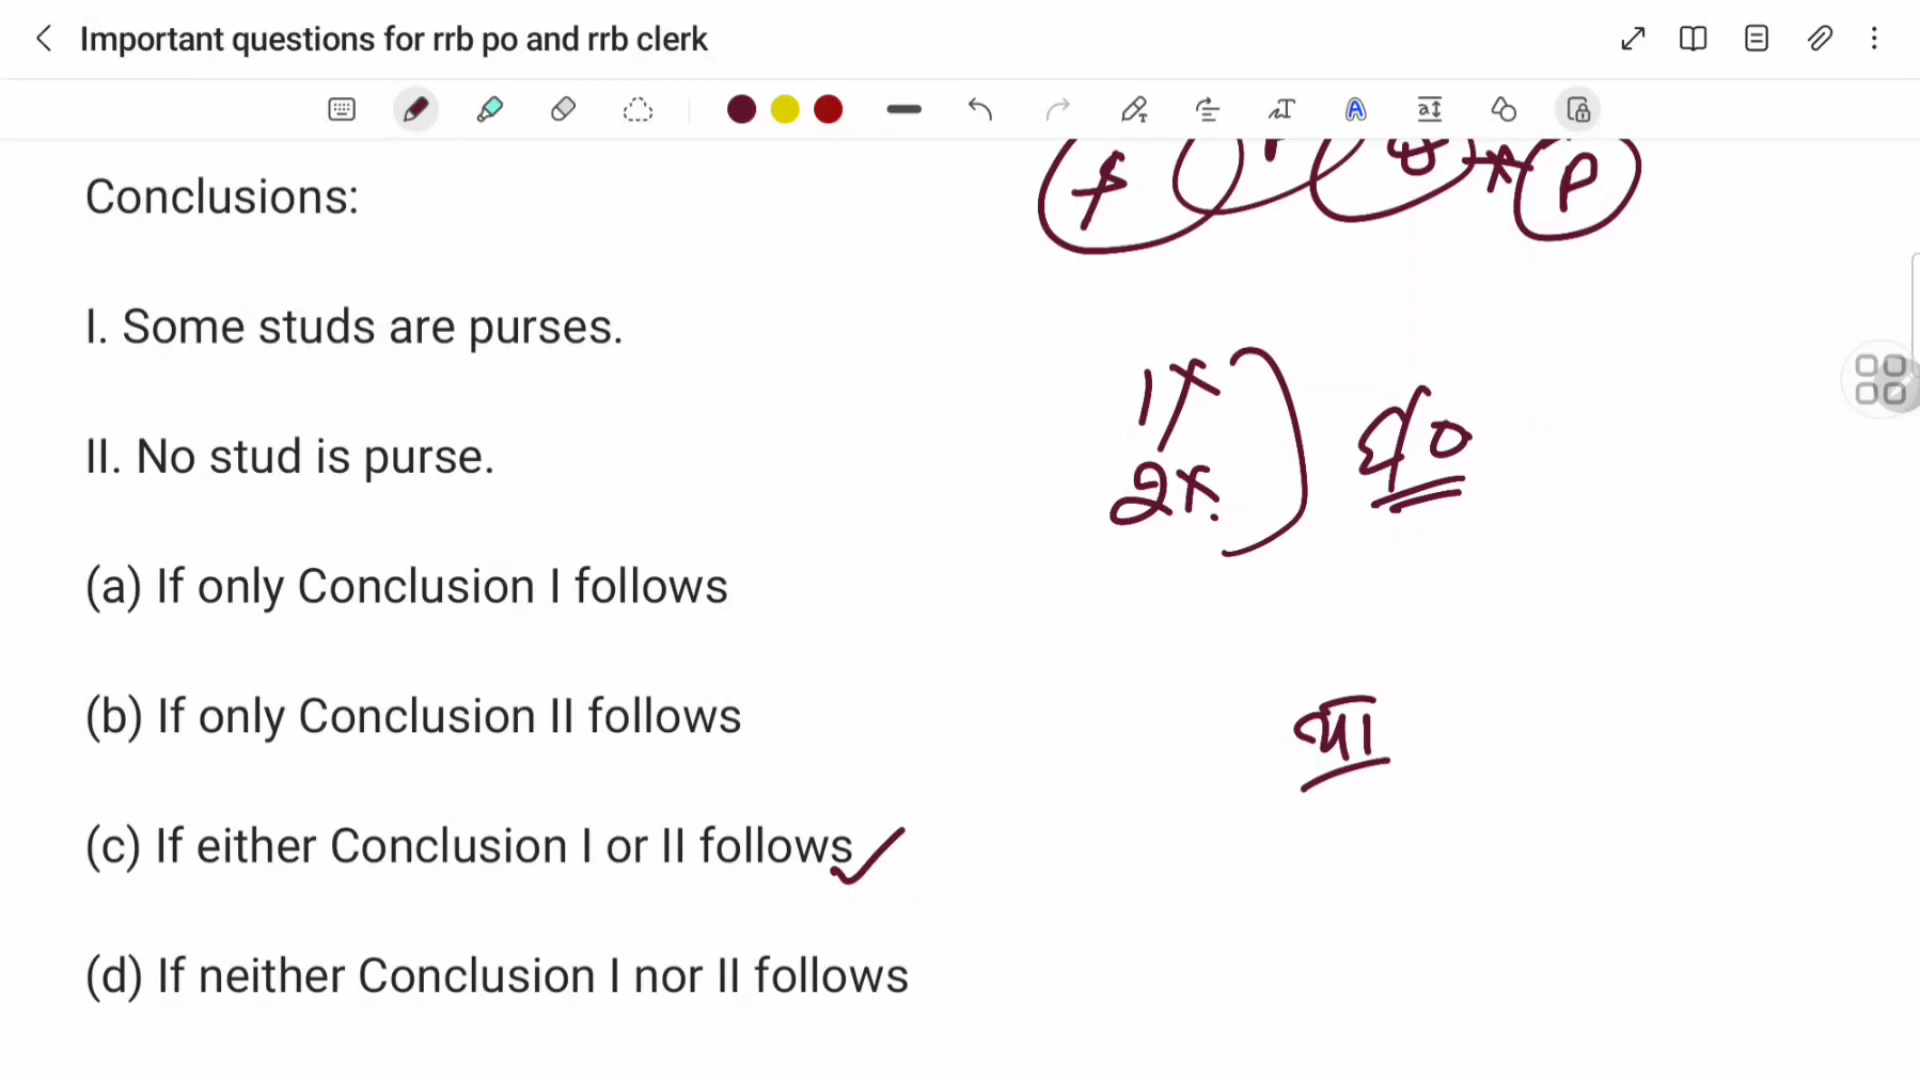 Important questions for rrb po and rrb clerk
Conclusions:
P
I. Some studs are purses.
1x
II. No stud is purse.
2x.
(a) If only Conclusion I follows
(b) If only Conclusion II follows
या
(c) If either Conclusion I or II follows
(d) If neither Conclusion I nor II follows